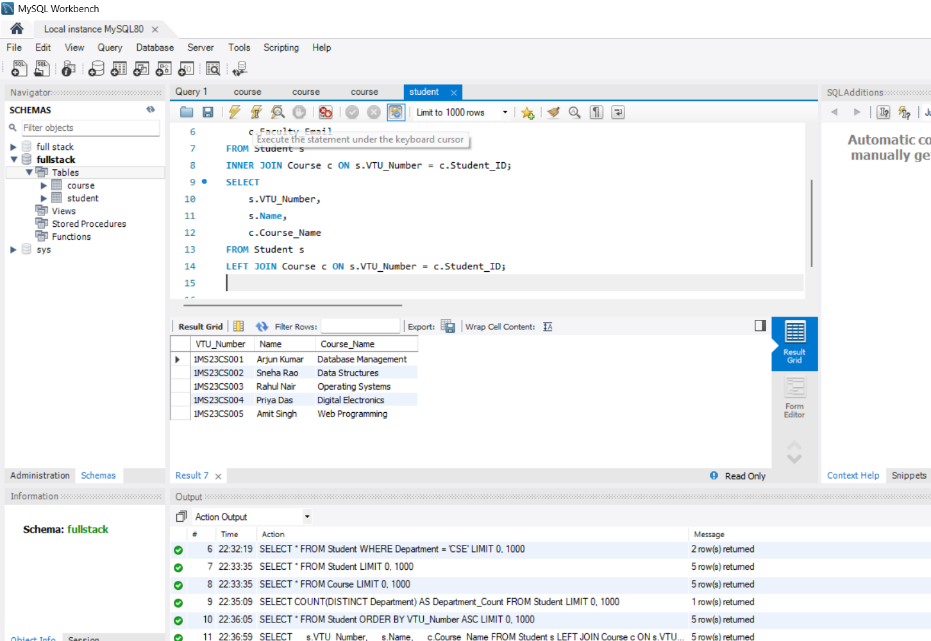 MySQL Workbench
Local instance MySQL80
File Edit View Query Database Server Tools Scripting Help
Navigator
SCHEMAS
Filter objects
full stack
fullstack
Tables
course
student
Views
Stored Procedures
Functions
sys
Administration Schemas
Information
Schema: fullstack
Object Info Session
Query 1 course course course student
Limit to 1000 rows
6 c.Faculty_Email
Execute the statement under the keyboard cursor
7 FROM Student s
8 INNER JOIN Course c ON s.VTU_Number = c.Student_ID;
9 SELECT
10 s.VTU_Number,
11 s.Name,
12 c.Course_Name
13 FROM Student s
14 LEFT JOIN Course c ON s.VTU_Number = c.Student_ID;
15
Result Grid Filter Rows: Export: Wrap Cell Content:
VTU_Number Name Course_Name
1MS23CS001 Arjun Kumar Database Management
1MS23CS002 Sneha Rao Data Structures
1MS23CS003 Rahul Nair Operating Systems
1MS23CS004 Priya Das Digital Electronics
1MS23CS005 Amit Singh Web Programming
Result
Grid
Form
Editor
Result 7 Read Only
SQLAdditions
Automatic co
manually ge
Context Help Snippets
Output
Action Output
# Time Action Message
6 22:32:19 SELECT * FROM Student WHERE Department = 'CSE' LIMIT 0, 1000 2 row(s) returned
7 22:33:35 SELECT * FROM Student LIMIT 0, 1000 5 row(s) returned
8 22:33:35 SELECT * FROM Course LIMIT 0, 1000 5 row(s) returned
9 22:35:09 SELECT COUNT(DISTINCT Department) AS Department_Count FROM Student LIMIT 0, 1000 1 row(s) returned
10 22:36:05 SELECT * FROM Student ORDER BY VTU_Number ASC LIMIT 0, 1000 5 row(s) returned
11 22:36:59 SELECT s.VTU_Number, s.Name, c.Course_Name FROM Student s LEFT JOIN Course c ON s.VTU... 5 row(s) returned